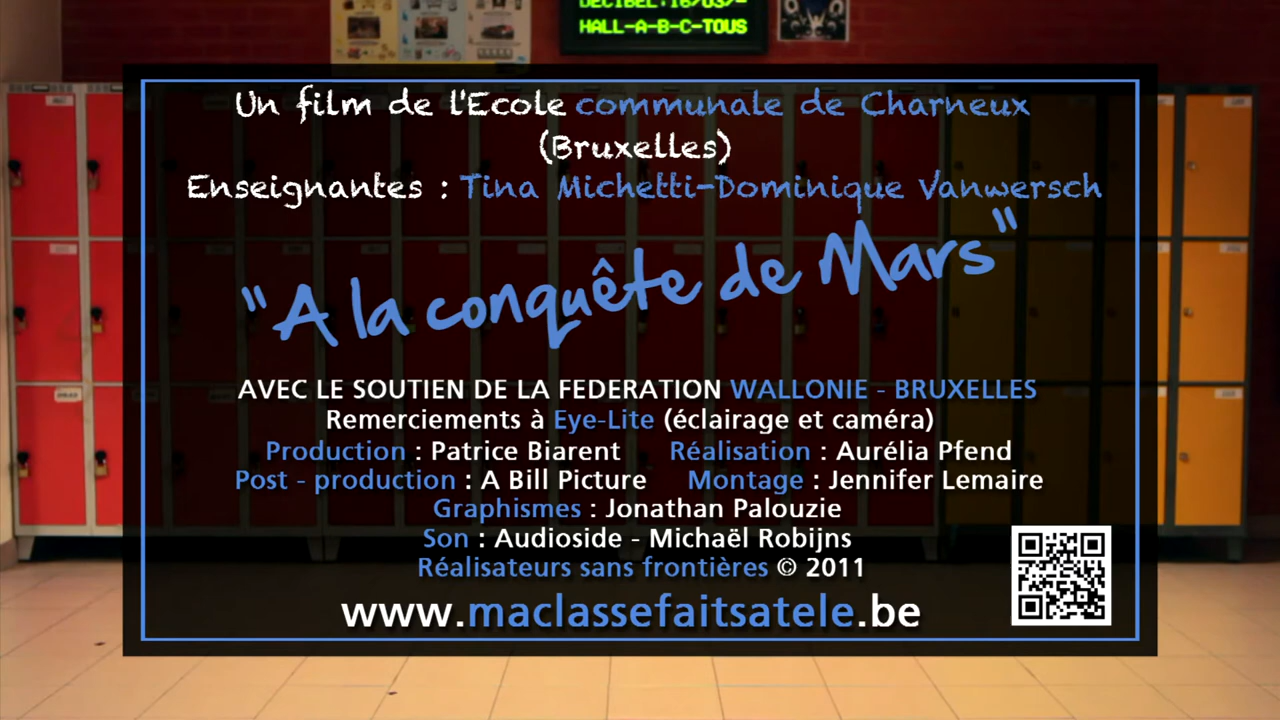 DECIBEL:16/03/-
HALL-A-B-C-TOUS
Un film de l'Ecole communale de Charneux
(Bruxelles)
Enseignantes : Tina Michetti-Dominique Vanwersch
"A la conquête de Mars"
AVEC LE SOUTIEN DE LA FEDERATION WALLONIE - BRUXELLES
Remerciements à Eye-Lite (éclairage et caméra)
Production : Patrice Biarent Réalisation : Aurélia Pfend
Post - production : A Bill Picture Montage : Jennifer Lemaire
Graphismes : Jonathan Palouzie
Son : Audioside - Michaël Robijns
Réalisateurs sans frontières © 2011
www.maclassefaitsatele.be